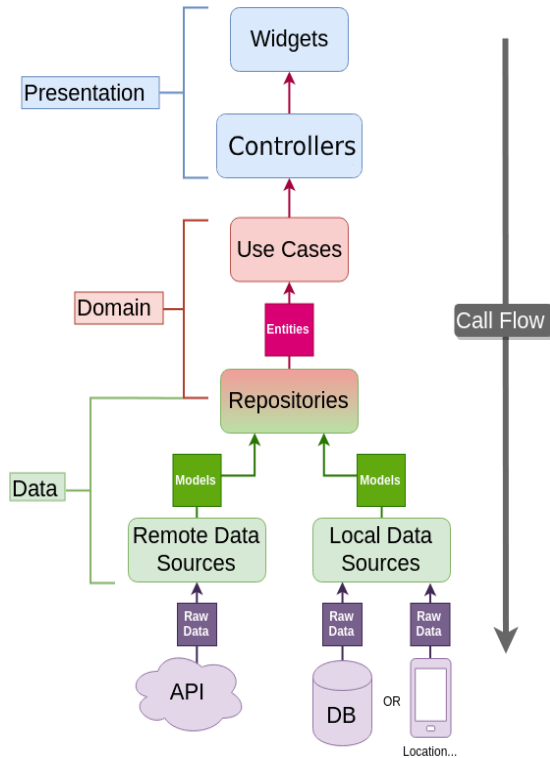 Widgets
Presentation
Controllers
Use Cases
Domain
Entities
Call Flow
Repositories
Data
Models
Models
Remote Data
Sources
Local Data
Sources
Raw
Data
Raw
Data
Raw
Data
API
DB
OR
Location...